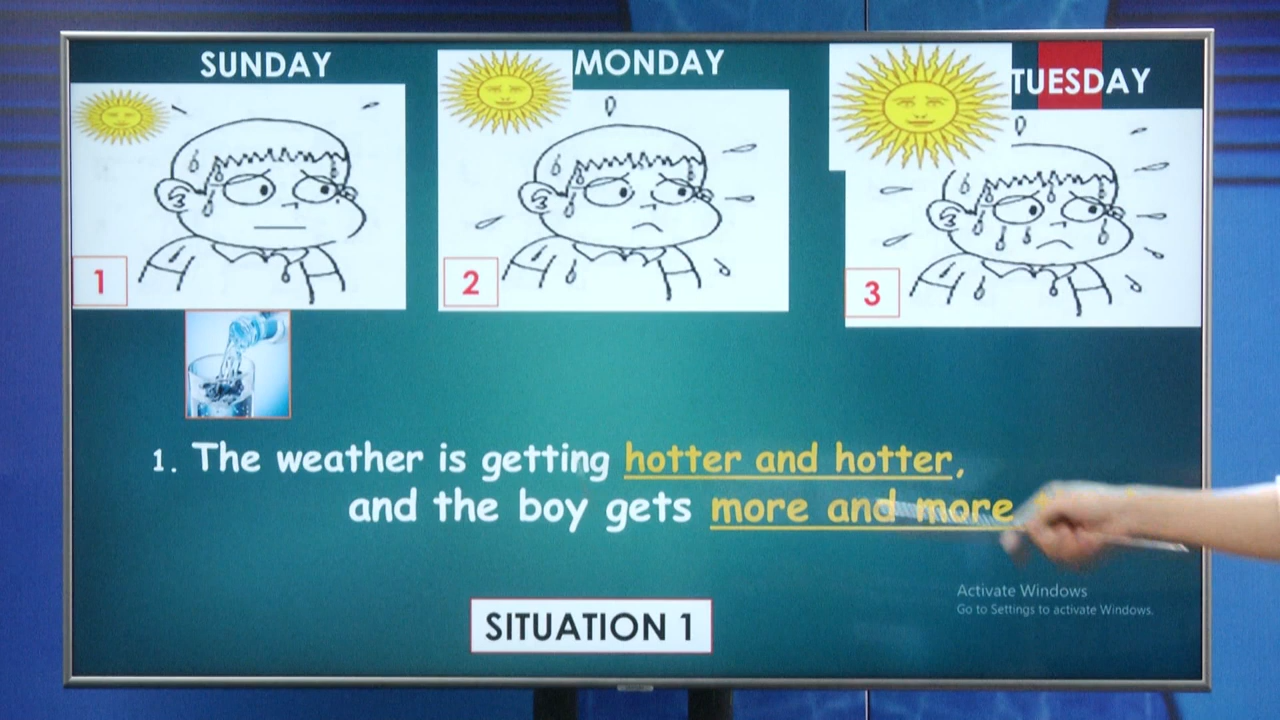 SUNDAY
MONDAY
TUESDAY
1
2
3
1. The weather is getting hotter and hotter,
and the boy gets more and more
Activate Windows
Go to Settings to activate Windows.
SITUATION 1